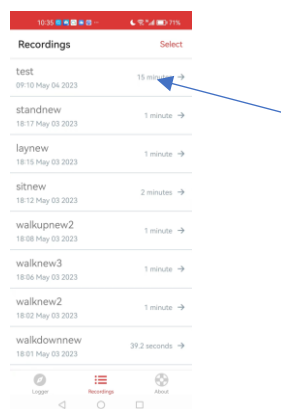 10:35 71%
Recordings Select
test
15 minutes
09:10 May 04 2023
standnew
1 minute
18:17 May 03 2023
laynew
1 minute
18:15 May 03 2023
sitnew
2 minutes
18:12 May 03 2023
walkupnew2
1 minute
18:08 May 03 2023
walknew3
1 minute
18:06 May 03 2023
walknew2
1 minute
18:02 May 03 2023
walkdownnew
39.2 seconds
18:01 May 03 2023
Logger Recordings About